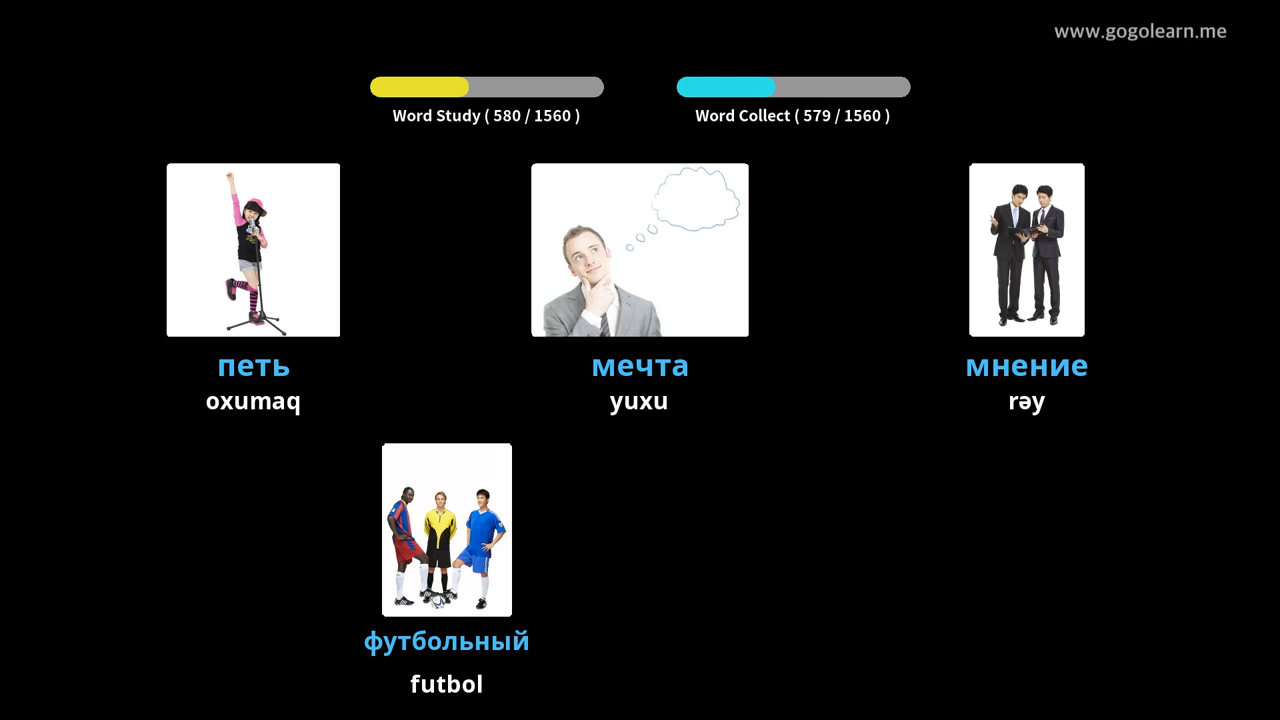 www.gogolearn.me
Word Study ( 580 / 1560 )
Word Collect ( 579 / 1560 )
петь
oxumaq
мечта
yuxu
мнение
rəy
футбольный
futbol